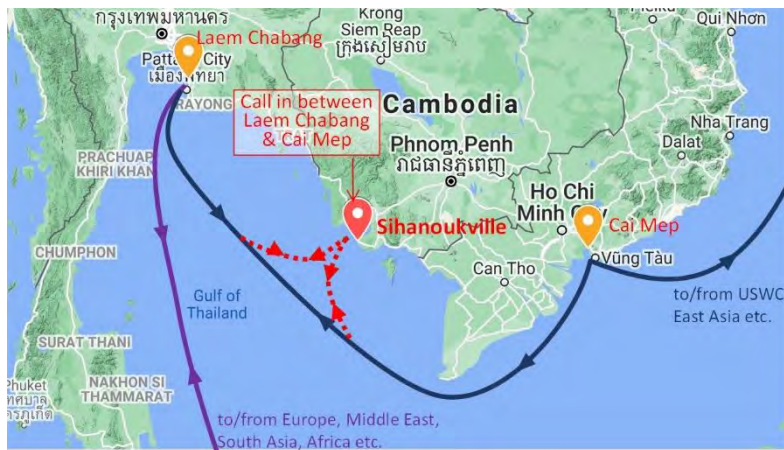 กรุงเทพมหานคร
Laem Chabang
Pattaya City
เมืองพัทยา
RAYONG
Krong
Siem Reap
ក្រុងសៀមរាប
Qui Nhơn
Call in between
Laem Chabang
& Cai Mep
Cambodia
Nha Trang
Dalat
Phnom Penh
រាជធានីភ្នំពេញ
PRACHUAP
KHIRI KHAN
Ho Chi
Minh City
Sihanoukville
Cai Mep
Vũng Tàu
CHUMPHON
Can Tho
Gulf of
Thailand
to/from USWC
East Asia etc.
SURAT THANI
Phuket
NAKHON SI
THAMMARAT
to/from Europe, Middle East,
South Asia, Africa etc.